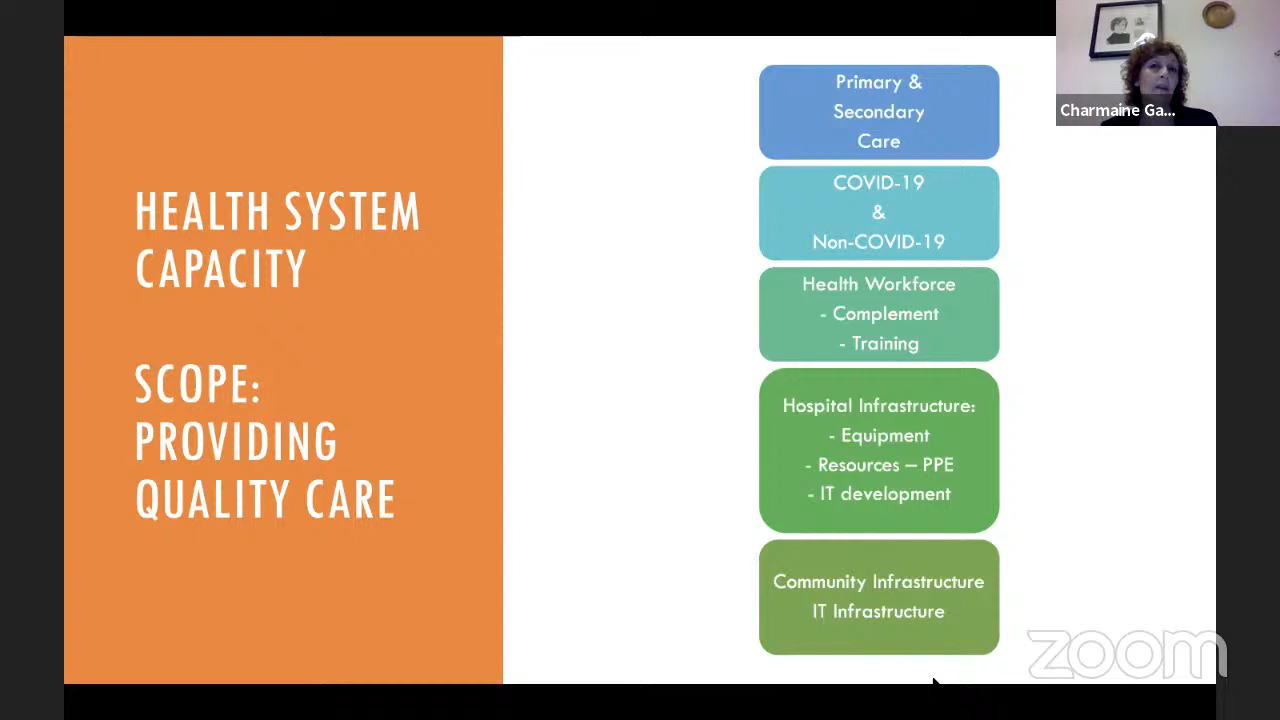 HEALTH SYSTEM
CAPACITY
SCOPE:
PROVIDING
QUALITY CARE
Primary &
Secondary
Care
COVID-19
&
Non-COVID-19
Health Workforce
- Complement
- Training
Hospital Infrastructure:
- Equipment
- Resources – PPE
- IT development
Community Infrastructure
IT Infrastructure
Charmaine Ga...
zoom